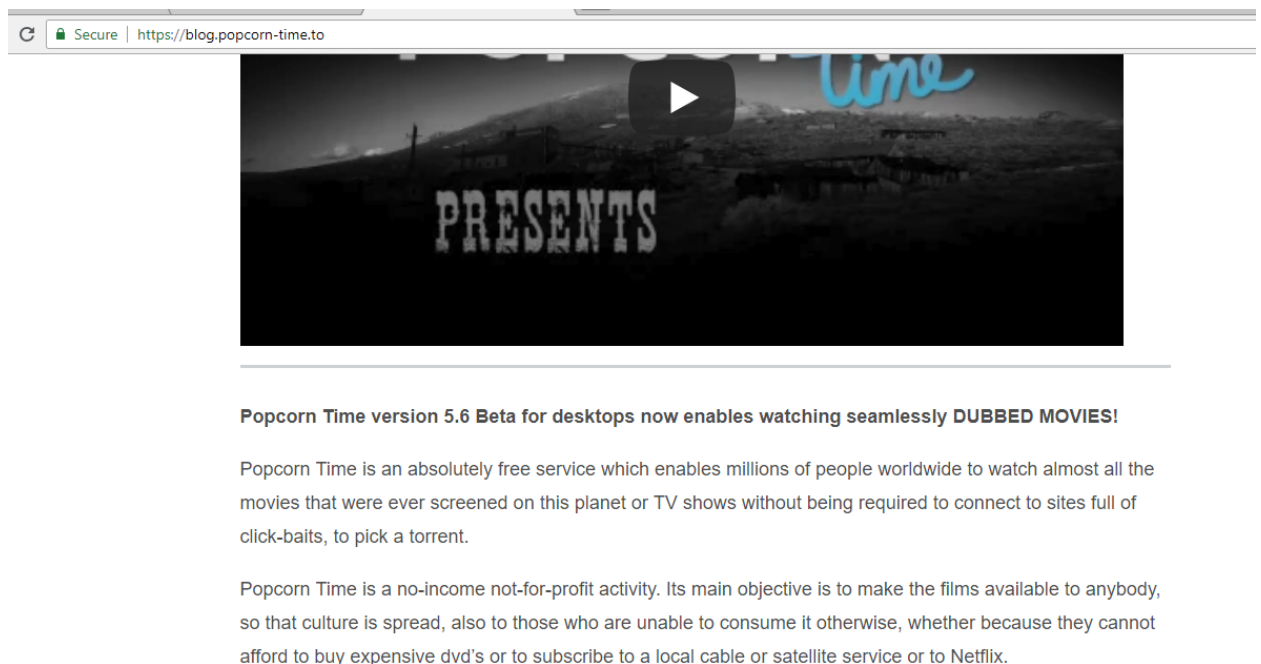 Secure | https://blog.popcorn-time.to
time
PRESENTS
Popcorn Time version 5.6 Beta for desktops now enables watching seamlessly DUBBED MOVIES!
Popcorn Time is an absolutely free service which enables millions of people worldwide to watch almost all the
movies that were ever screened on this planet or TV shows without being required to connect to sites full of
click-baits, to pick a torrent.
Popcorn Time is a no-income not-for-profit activity. Its main objective is to make the films available to anybody,
so that culture is spread, also to those who are unable to consume it otherwise, whether because they cannot
afford to buy expensive dvd's or to subscribe to a local cable or satellite service or to Netflix.